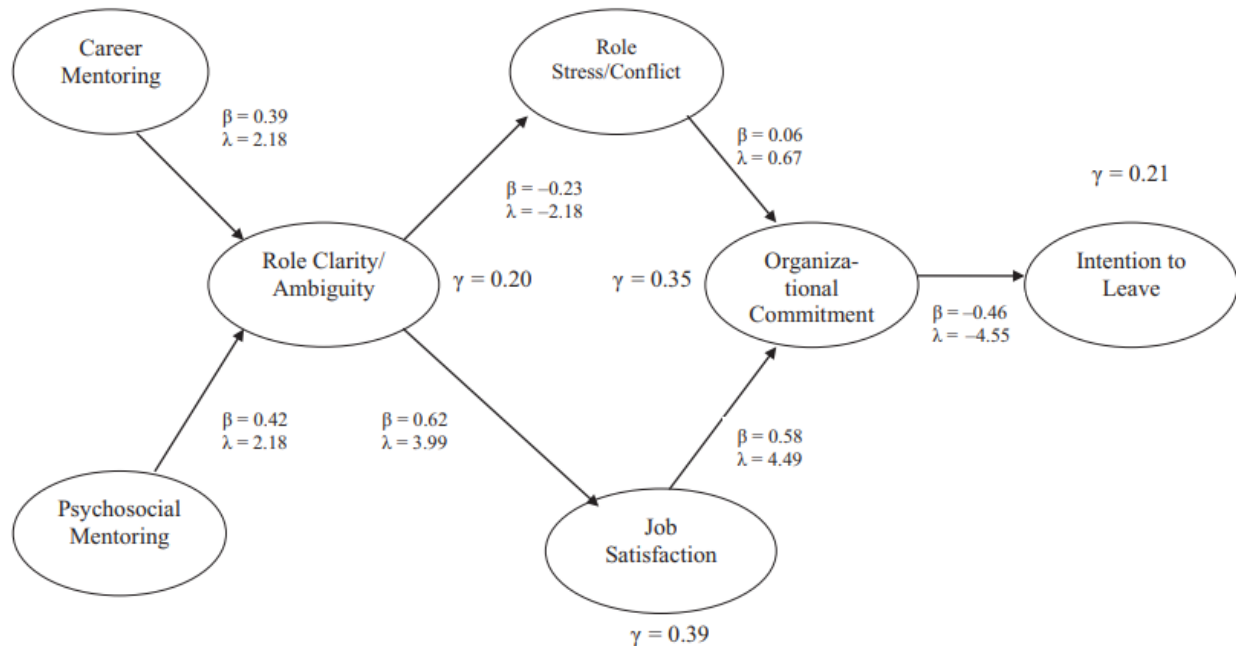 Career
Mentoring
Role
Stress/Conflict
β = 0.39
λ = 2.18
β = 0.06
λ = 0.67
γ = 0.21
β = –0.23
λ = –2.18
Role Clarity/
Ambiguity
γ = 0.20
γ = 0.35
Organiza-
tional
Commitment
Intention to
Leave
β = –0.46
λ = –4.55
β = 0.42
λ = 2.18
β = 0.62
λ = 3.99
β = 0.58
λ = 4.49
Psychosocial
Mentoring
Job
Satisfaction
γ = 0.39